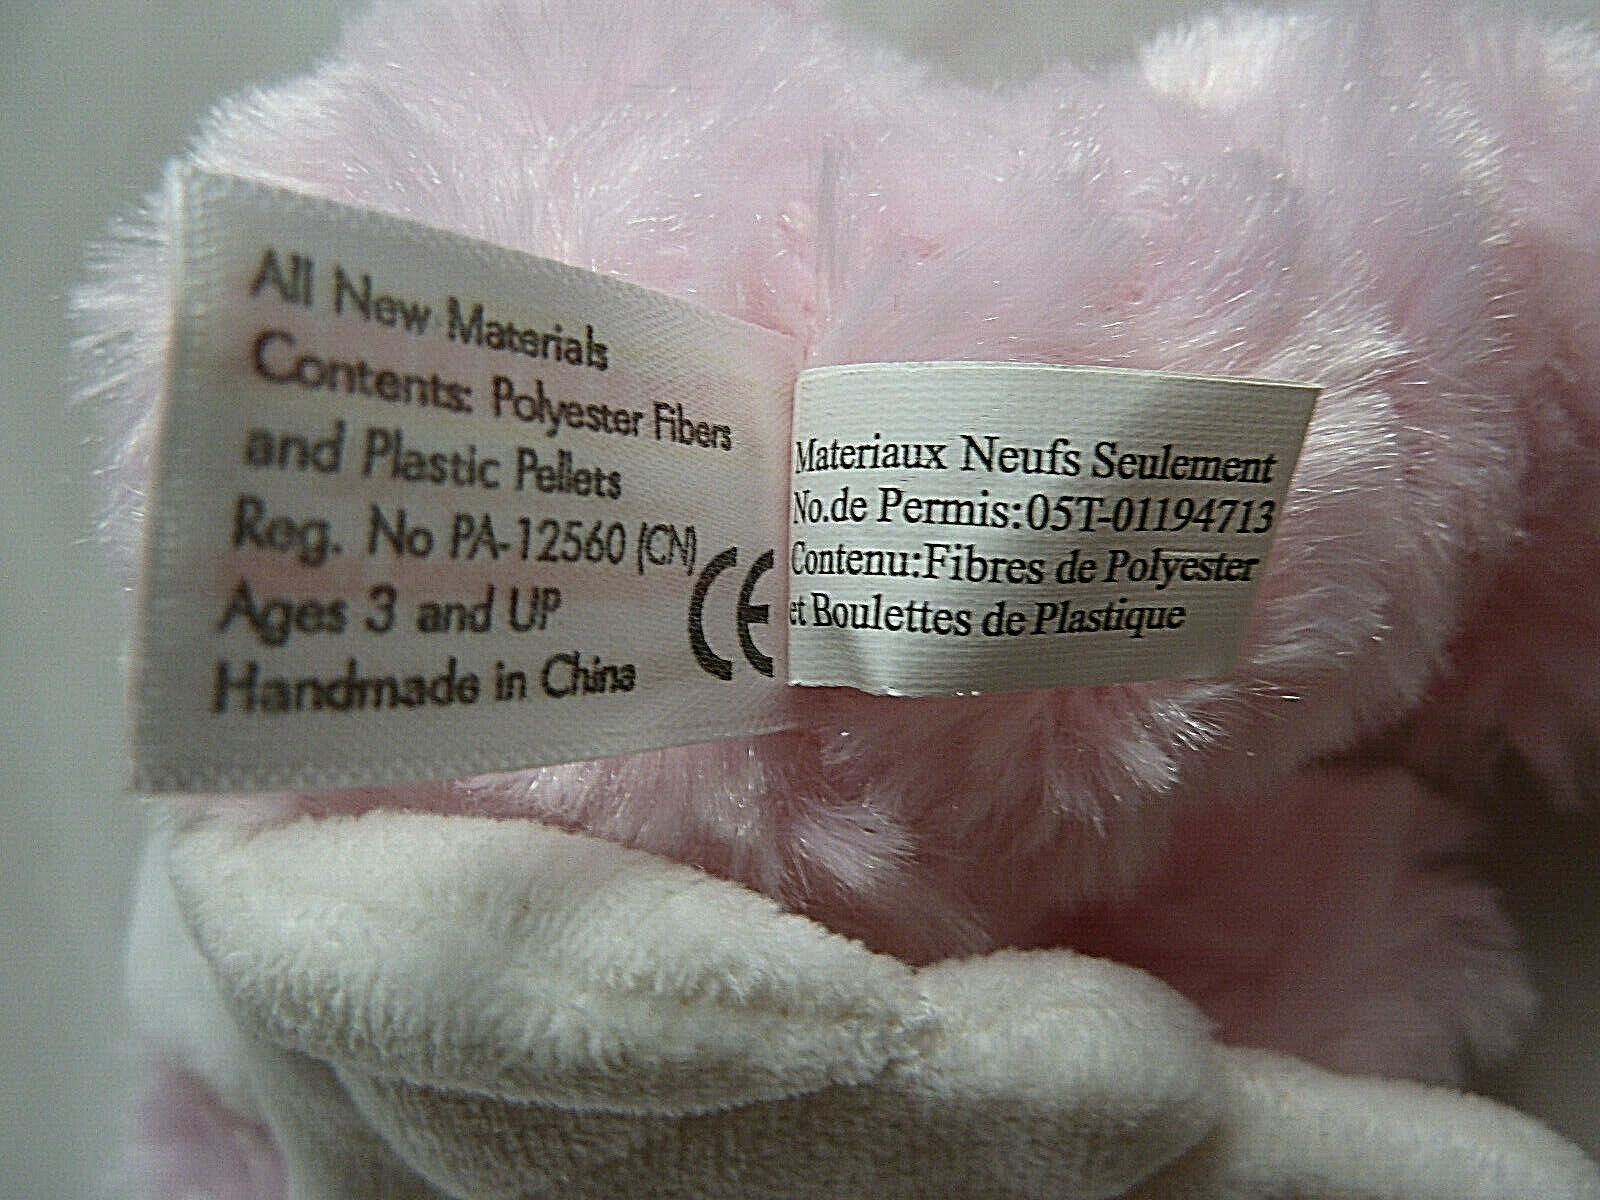 All New Materials
Contents: Polyester Fibers
and Plastic Pellets
Reg. No PA-12560 (CN)
Ages 3 and UP
Handmade in China
CE
Materiaux Neufs Seulement
No.de Permis:05T-01194713
Contenu:Fibres de Polyester
et Boulettes de Plastique